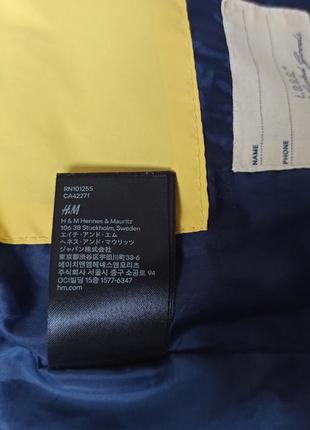 RN101255
CA42271
H&M
H & M Hennes & Mauritz
106 38 Stockholm, Sweden
エイチ・アンド・エム
ヘネス・アンド・マウリッツ
ジャパン株式会社
東京都渋谷区宇田川町33-6
에이치앤엠헤네스앤모리츠
주식회사 서울시 중구 소공로 94
OCI빌딩 15층 1577-6347
hm.com
L.O.G.G.
NAME
PHONE